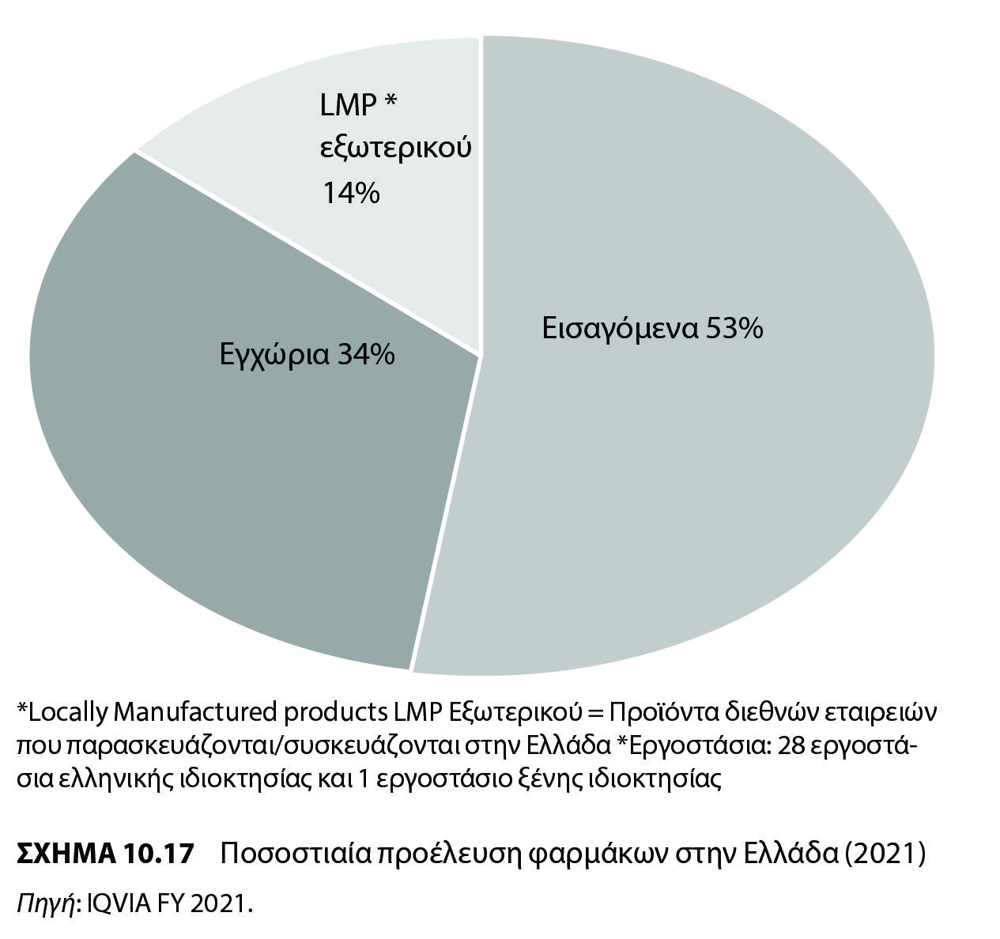 LMP *
εξωτερικού
14%
Εισαγόμενα 53%
Εγχώρια 34%
*Locally Manufactured products LMP Εξωτερικού = Προϊόντα διεθνών εταιρειών
που παρασκευάζονται/συσκευάζονται στην Ελλάδα *Εργοστάσια: 28 εργοστά-
σια ελληνικής ιδιοκτησίας και 1 εργοστάσιο ξένης ιδιοκτησίας
ΣΧΗΜΑ 10.17 Ποσοστιαία προέλευση φαρμάκων στην Ελλάδα (2021)
Πηγή: IQVIA FY 2021.